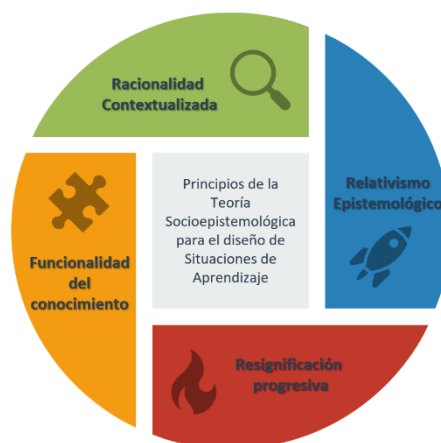 Racionalidad
Contextualizada
Relativismo
Epistemológico
Principios de la
Teoría
Socioepistemológica
para el diseño de
Situaciones de
Aprendizaje
Funcionalidad
del
conocimiento
Resignificación
progresiva